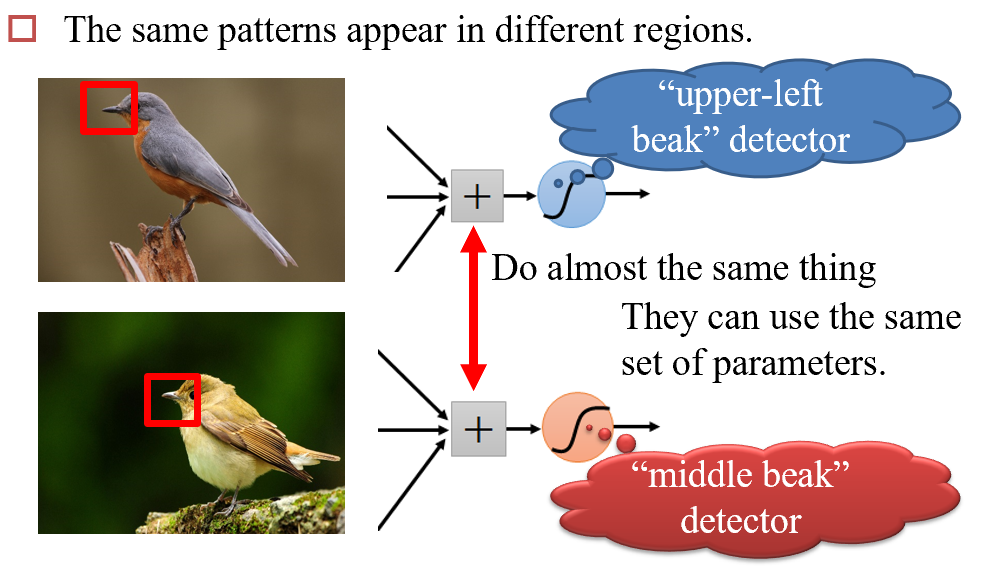 The same patterns appear in different regions.
“upper-left
beak” detector
+
Do almost the same thing
They can use the same
set of parameters.
+
“middle beak”
detector